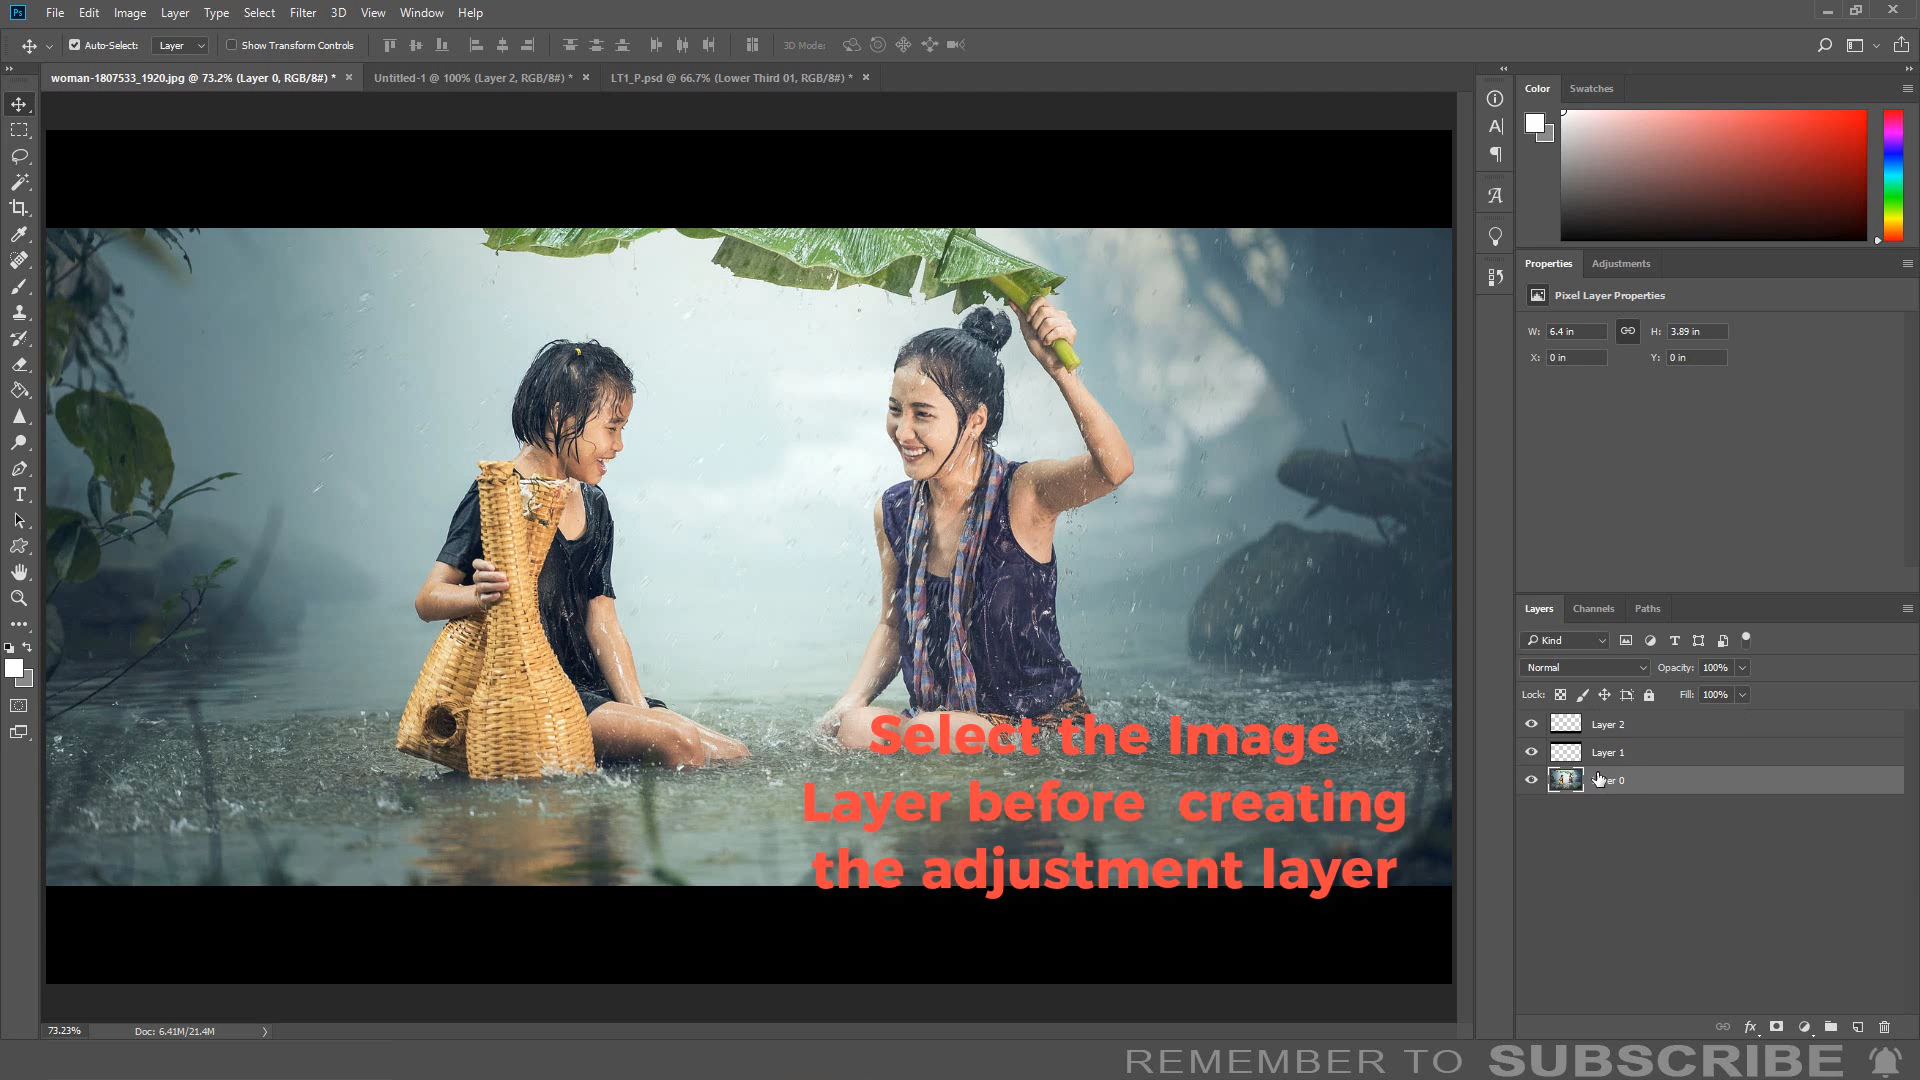 Ps File Edit Image Layer Type Select Filter 3D View Window Help
Auto-Select: Layer Show Transform Controls 3D Mode:
woman-1807533_1920.jpg @ 73.2% (Layer 0, RGB/8#) * × Untitled-1 @ 100% (Layer 2, RGB/8#) * × LT1_P.psd @ 66.7% (Lower Third 01, RGB/8#) * ×
Color Swatches
Properties Adjustments
Pixel Layer Properties
W: 6.4 in H: 3.89 in
X: 0 in Y: 0 in
Layers Channels Paths
Kind
Normal Opacity: 100%
Lock: Fill: 100%
Layer 2
Layer 1
er 0
Select the Image
Layer before creating
the adjustment layer
73.23% Doc: 6.41M/21.4M
fx
REMEMBER TO SUBSCRIBE